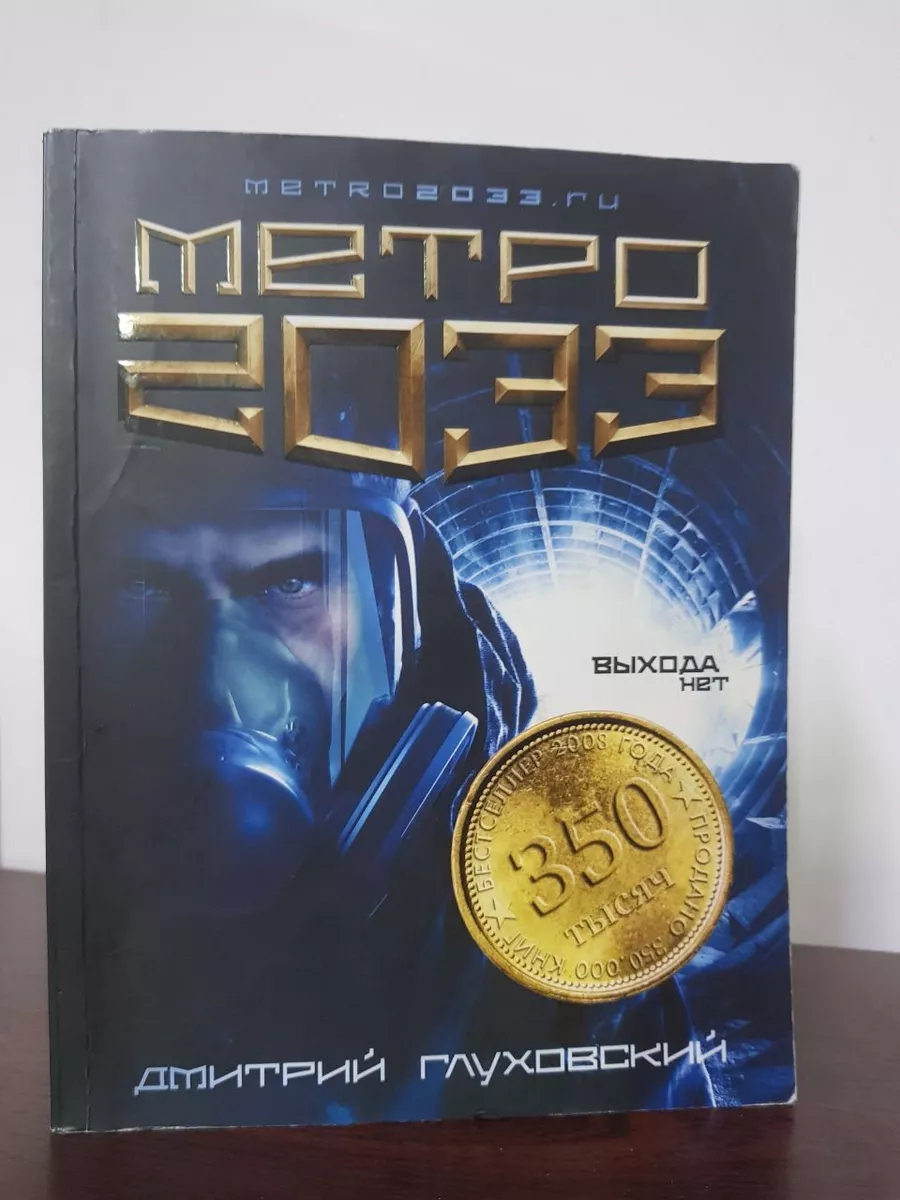 METRO2033.ru
МЕТРО
2033
ВЫХОДА
НЕТ
БЕСТСЕЛЛЕР 2008 ГОДА
ПРОДАНО 350.000 КНИГ
350
ТЫСЯЧ
ДМИТРИЙ ГЛУХОВСКИЙ